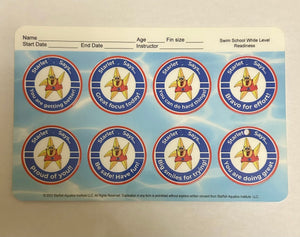 Name Age Fin size
Swim School White Level
Start Date End Date Instructor
Readiness
Starlet Says...
You are getting better!
Starlet Says...
Great focus today!
Starlet Says...
You can do hard things!
Starlet Says...
Bravo for effort!
Starlet Says...
Proud of you!
Starlet Says...
safe! Have fun!
Starlet Says...
Big smiles for trying!
Starlet Says...
You are doing great